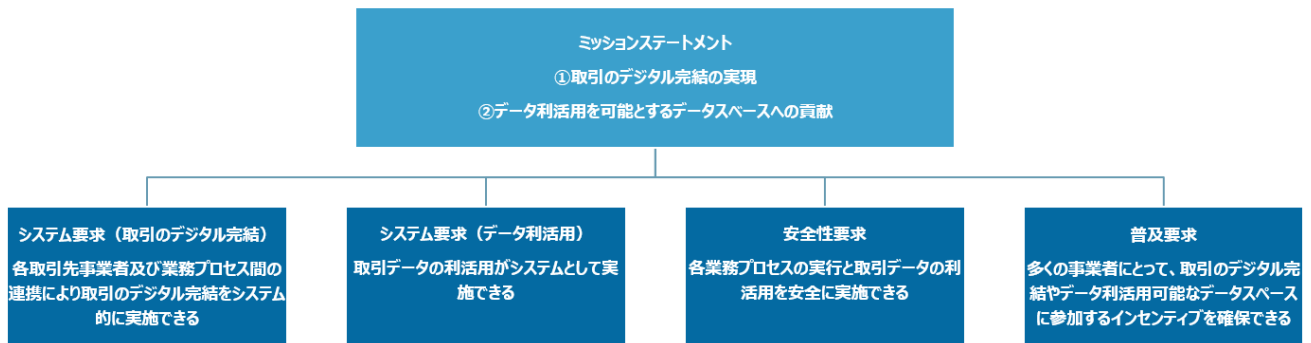 ミッションステートメント
①取引のデジタル完結の実現
②データ利活用を可能とするデータスペースへの貢献
システム要求（取引のデジタル完結）
各取引先事業者及び業務プロセス間の
連携により取引のデジタル完結をシステム
的に実施できる
システム要求（データ利活用）
取引データの利活用がシステムとして実
施できる
安全性要求
各業務プロセスの実行と取引データの利
活用を安全に実施できる
普及要求
多くの事業者にとって、取引のデジタル完
結やデータ利活用可能なデータスペース
に参加するインセンティブを確保できる